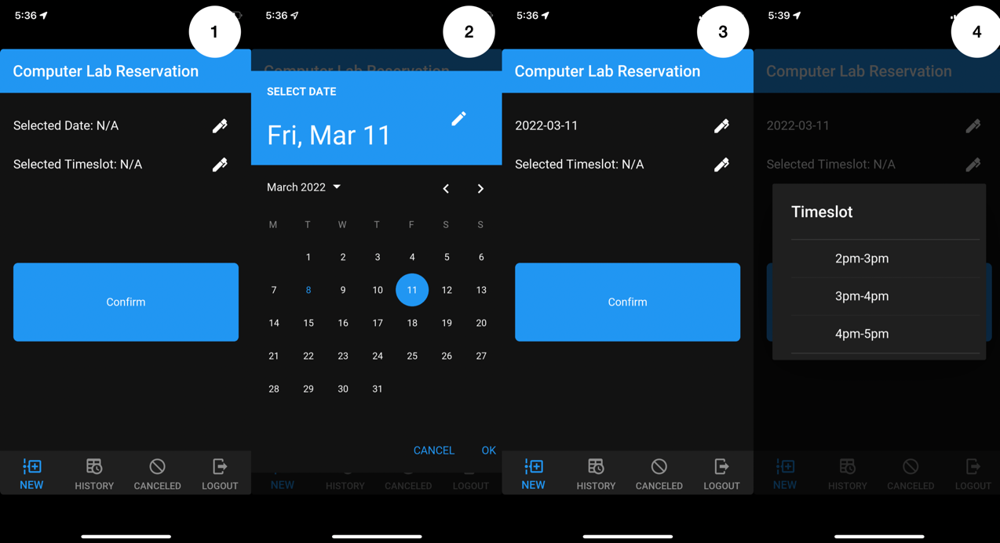 5:36
1
Computer Lab Reservation
Selected Date: N/A
Selected Timeslot: N/A
Confirm
NEW HISTORY CANCELED LOGOUT
5:36
2
Computer Lab Reservation
SELECT DATE
Fri, Mar 11
March 2022
M T W T F S S
1 2 3 4 5 6
7 8 9 10 11 12 13
14 15 16 17 18 19 20
21 22 23 24 25 26 27
28 29 30 31
CANCEL OK
NEW HISTORY CANCELED LOGOUT
5:36
3
Computer Lab Reservation
2022-03-11
Selected Timeslot: N/A
Confirm
NEW HISTORY CANCELED LOGOUT
5:39
4
Computer Lab Reservation
2022-03-11
Selected Timeslot: N/A
Timeslot
2pm-3pm
3pm-4pm
4pm-5pm
NEW HISTORY CANCELED LOGOUT